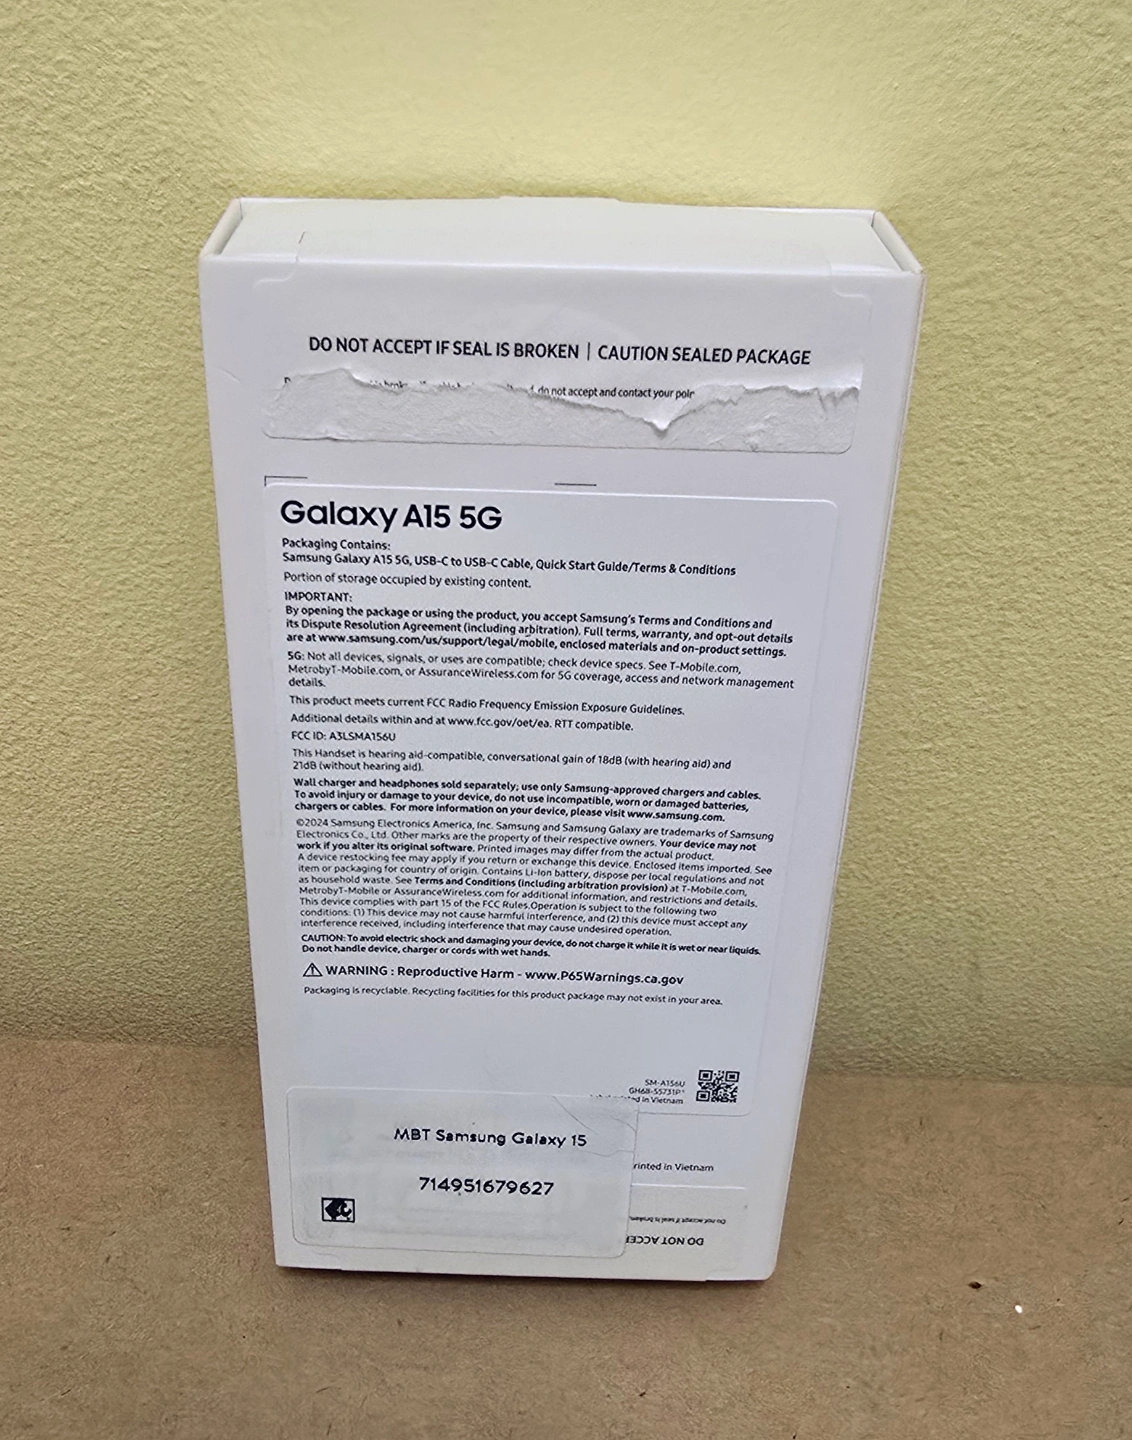 DO NOT ACCEPT IF SEAL IS BROKEN | CAUTION SEALED PACKAGE
do not accept and contact your
Galaxy A15 5G
Packaging Contains:
Samsung Galaxy A15 5G, USB-C to USB-C Cable, Quick Start Guide/Terms & Conditions
Portion of storage occupied by existing content.
IMPORTANT:
By opening the package or using the product, you accept Samsung's Terms and Conditions and
its Dispute Resolution Agreement (including arbitration). Full terms, warranty, and opt-out details
are at www.samsung.com/us/support/legal/mobile, enclosed materials and on-product settings.
5G: Not all devices, signals, or uses are compatible; check device specs. See T-Mobile.com,
MetrobyT-Mobile.com, or AssuranceWireless.com for 5G coverage, access and network management
details.
This product meets current FCC Radio Frequency Emission Exposure Guidelines.
Additional details within and at www.fcc.gov/oet/ea. RTT compatible.
FCC ID: A3LSMA156U
This Handset is hearing aid-compatible, conversational gain of 18dB (with hearing aid) and
21dB (without hearing aid).
Wall charger and headphones sold separately; use only Samsung-approved chargers and cables.
To avoid injury or damage to your device, do not use incompatible, worn or damaged batteries,
chargers or cables. For more information on your device, please visit www.samsung.com.
©2024 Samsung Electronics America, Inc. Samsung and Samsung Galaxy are trademarks of Samsung
Electronics Co., Ltd. Other marks are the property of their respective owners. Your device may not
work if you alter its original software. Printed images may differ from the actual product.
A device restocking fee may apply if you return or exchange this device. Enclosed items imported. See
item or packaging for country of origin. Contains Li-Ion battery, dispose per local regulations and not
as household waste. See Terms and Conditions (including arbitration provision) at T-Mobile.com,
MetrobyT-Mobile or AssuranceWireless.com for additional information, and restrictions and details.
This device complies with part 15 of the FCC Rules.Operation is subject to the following two
conditions: (1) This device may not cause harmful interference, and (2) this device must accept any
interference received, including interference that may cause undesired operation.
CAUTION: To avoid electric shock and damaging your device, do not charge it while it is wet or near liquids.
Do not handle device, charger or cords with wet hands.
WARNING : Reproductive Harm - www.P65Warnings.ca.gov
Packaging is recyclable. Recycling facilities for this product package may not exist in your area.
SM-A156U
GH68-55731P
in Vietnam
MBT Samsung Galaxy 15
714951679627
rinted in Vietnam
Do not accept if seal is broken,
DO NOT ACCEP